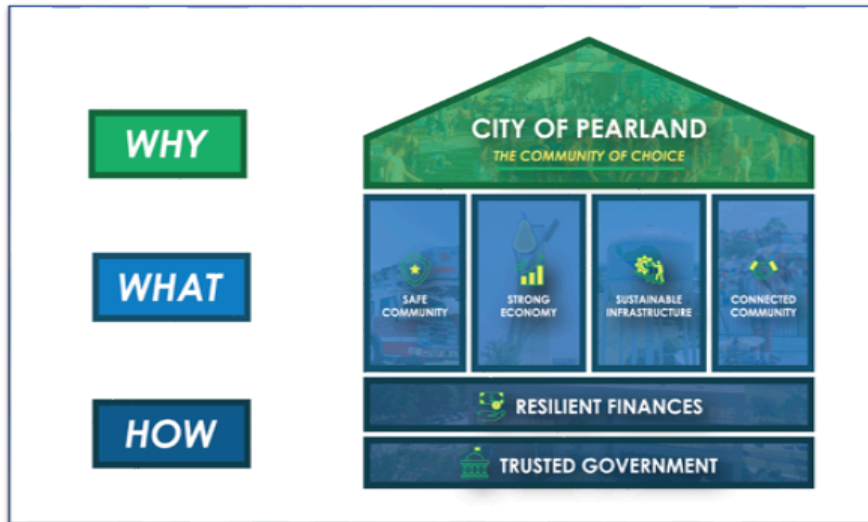 WHY
CITY OF PEARLAND
THE COMMUNITY OF CHOICE
WHAT
SAFE
COMMUNITY
STRONG
ECONOMY
SUSTAINABLE
INFRASTRUCTURE
CONNECTED
COMMUNITY
HOW
RESILIENT FINANCES
TRUSTED GOVERNMENT